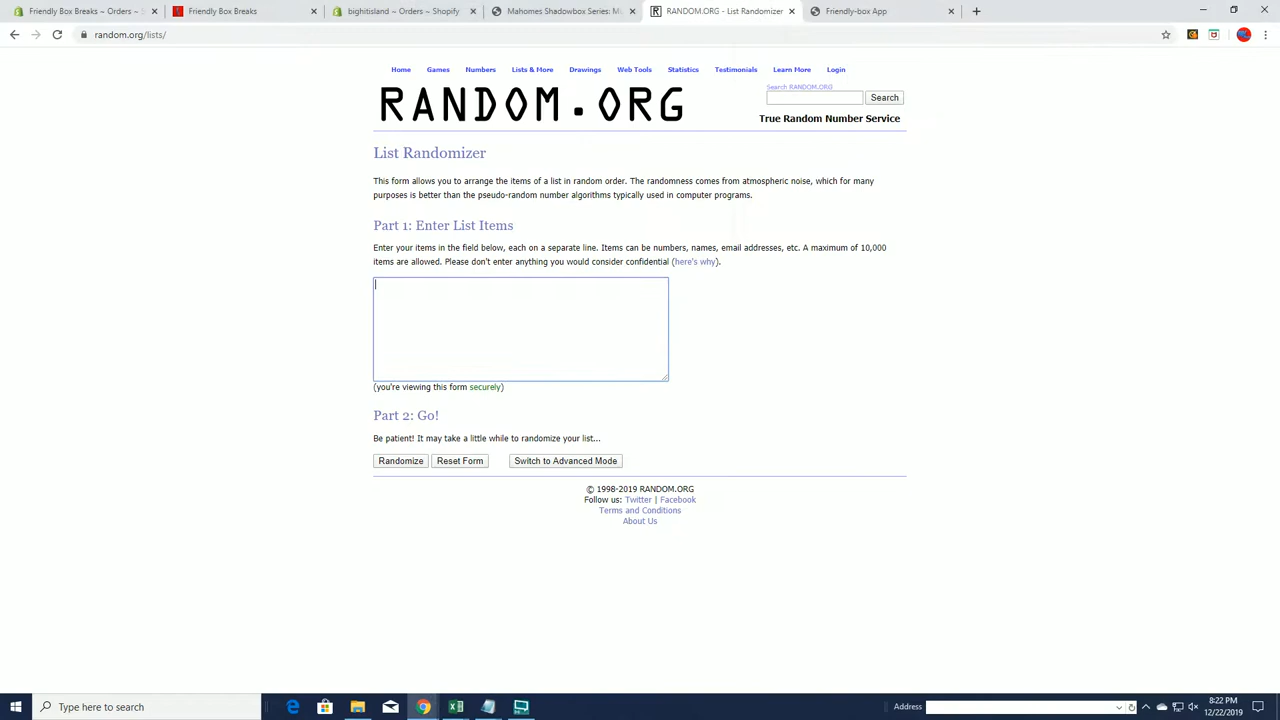 Friendly Box Breaks ~ Orders ~ S
Friendly Box Breaks
bightisland ~ Orders ~ Shopify
Mahomes Shadowbox Series: M
RANDOM.ORG - List Randomizer
Friendly-box App
random.org/lists/
Home Games Numbers Lists & More Drawings Web Tools Statistics Testimonials Learn More Login
RANDOM.ORG
Search RANDOM.ORG
Search
True Random Number Service
List Randomizer
This form allows you to arrange the items of a list in random order. The randomness comes from atmospheric noise, which for many
purposes is better than the pseudo-random number algorithms typically used in computer programs.
Part 1: Enter List Items
Enter your items in the field below, each on a separate line. Items can be numbers, names, email addresses, etc. A maximum of 10,000
items are allowed. Please don't enter anything you would consider confidential (here's why).
(you're viewing this form securely)
Part 2: Go!
Be patient! It may take a little while to randomize your list...
Randomize Reset Form Switch to Advanced Mode
© 1998-2019 RANDOM.ORG
Follow us: Twitter | Facebook
Terms and Conditions
About Us
Type here to search
Address
8:22 PM
12/22/2019